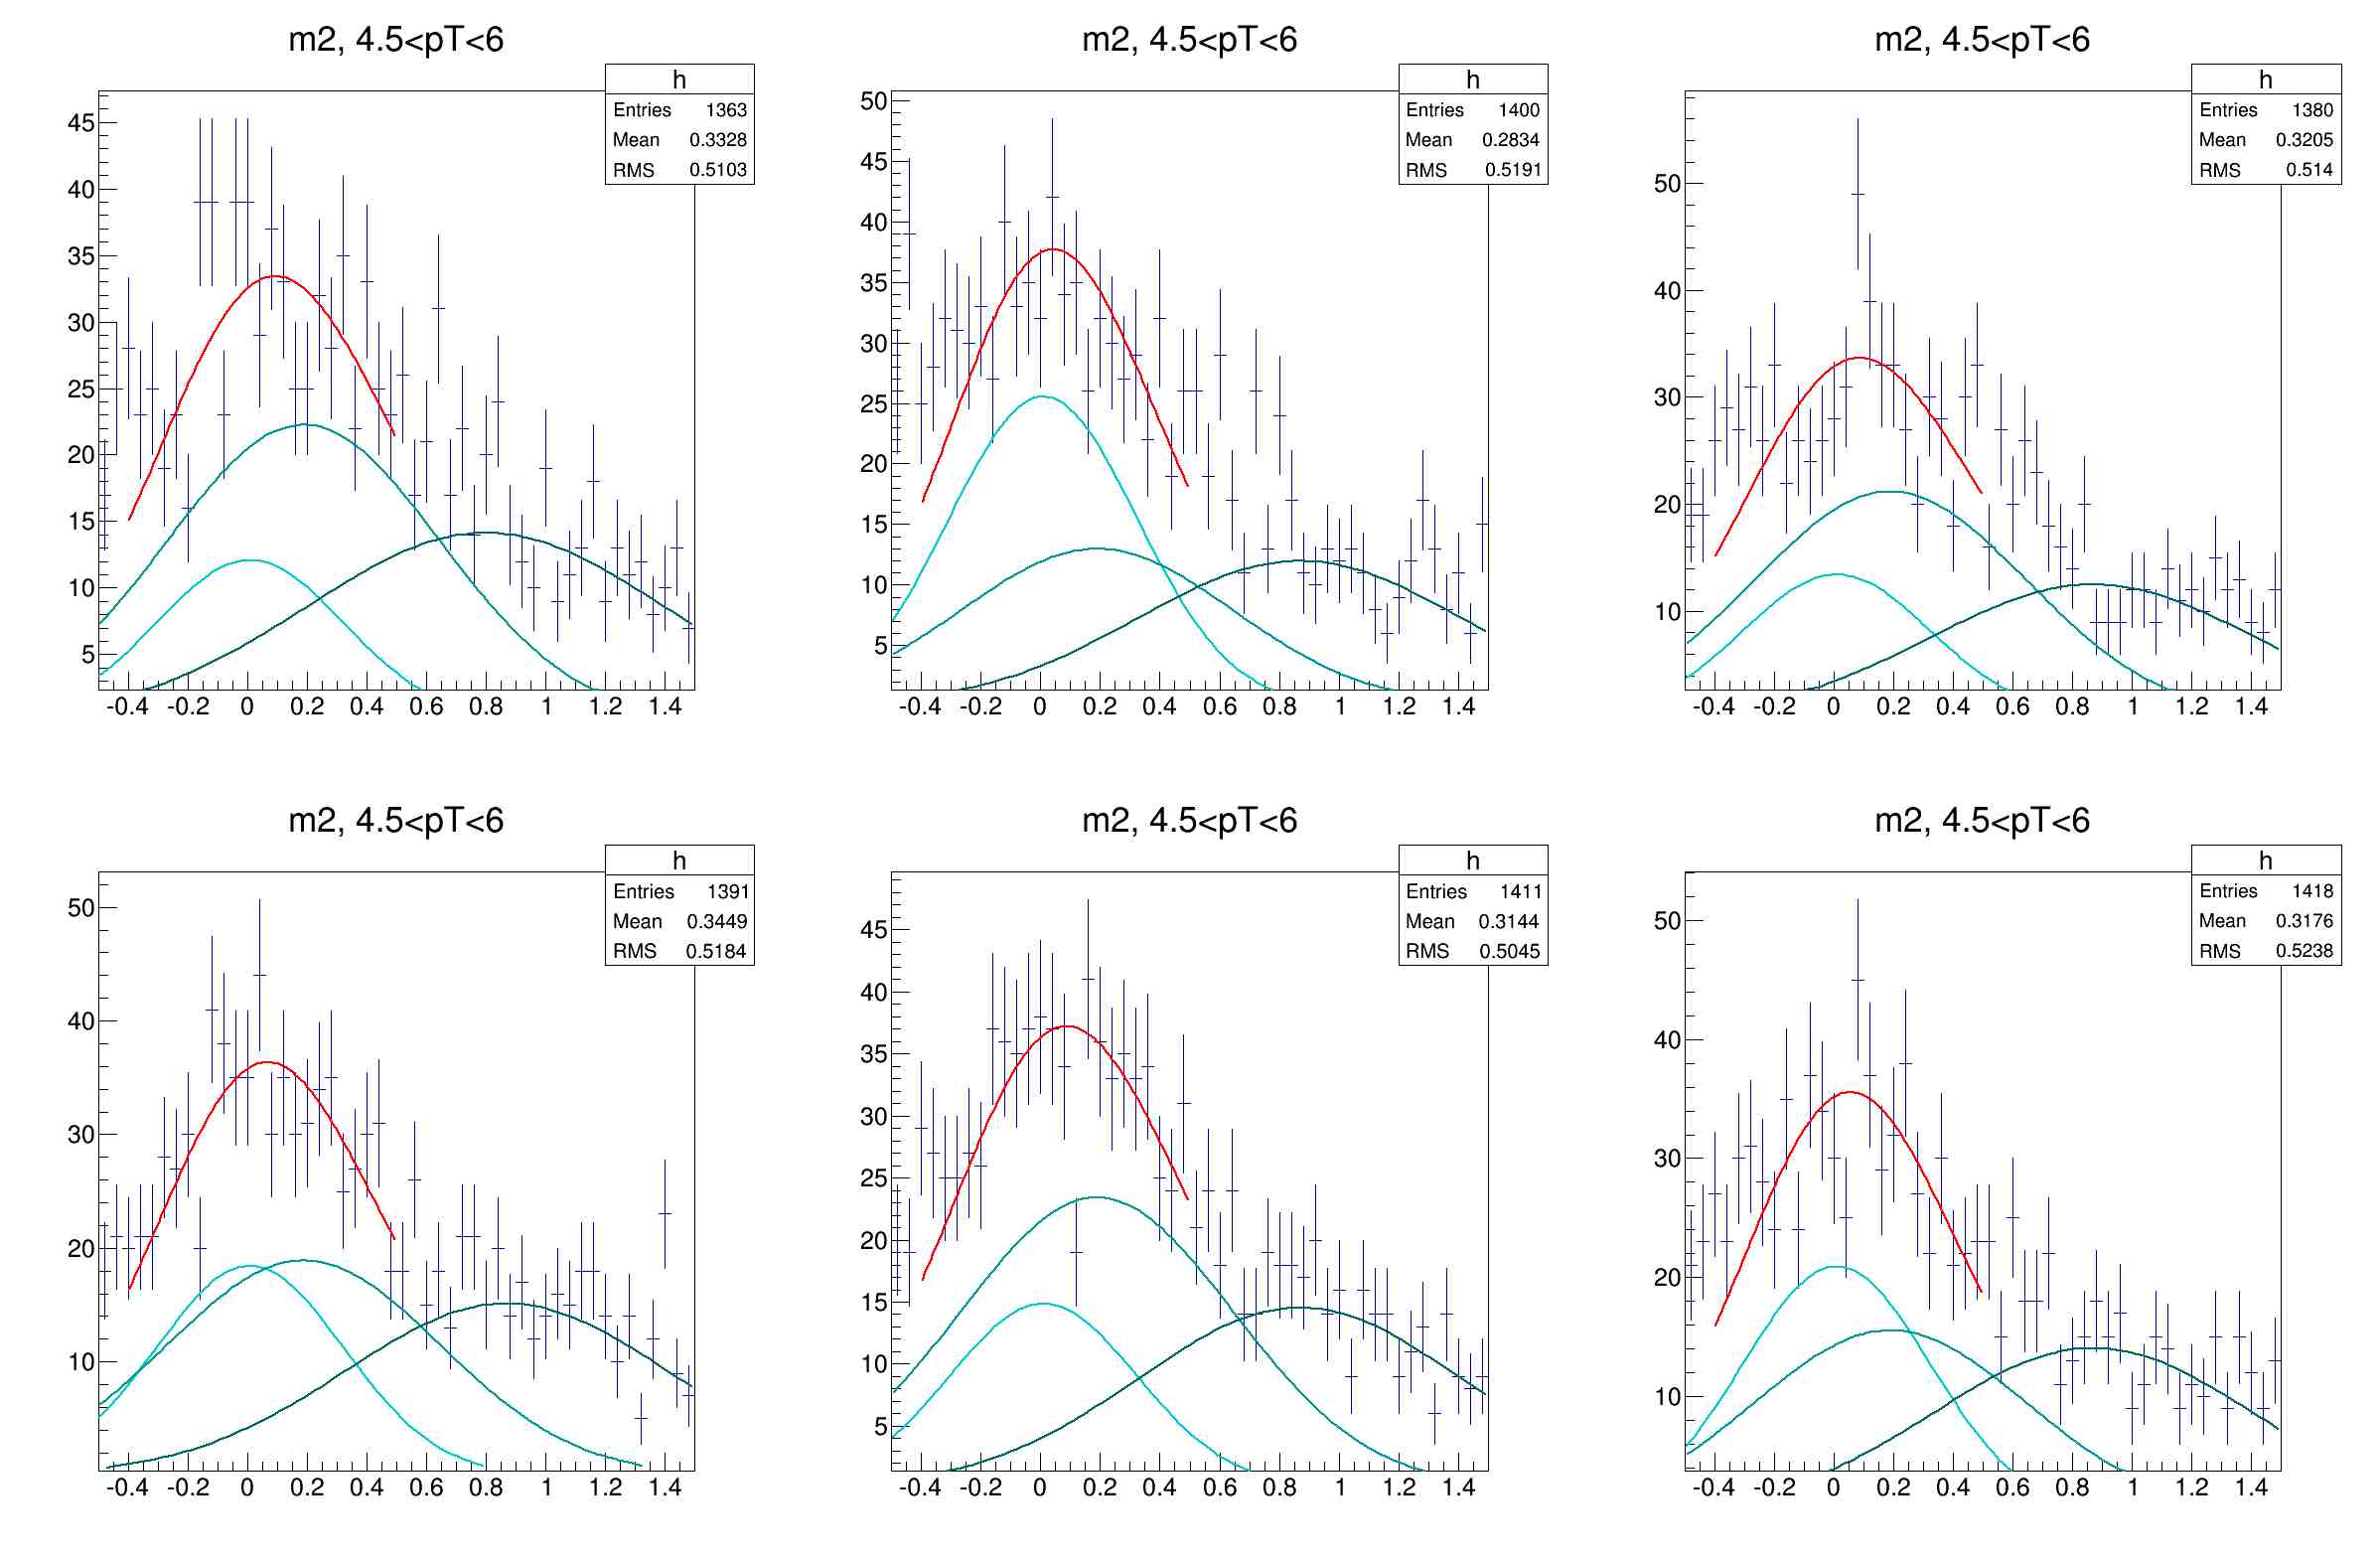 m2, 4.5<pT<6
h
Entries 1363
Mean 0.3328
RMS 0.5103
45
40
35
30
25
20
15
10
5
-0.4 -0.2 0 0.2 0.4 0.6 0.8 1 1.2 1.4
m2, 4.5<pT<6
h
Entries 1400
Mean 0.2834
RMS 0.5191
50
45
40
35
30
25
20
15
10
5
-0.4 -0.2 0 0.2 0.4 0.6 0.8 1 1.2 1.4
m2, 4.5<pT<6
h
Entries 1380
Mean 0.3205
RMS 0.514
50
40
30
20
10
-0.4 -0.2 0 0.2 0.4 0.6 0.8 1 1.2 1.4
m2, 4.5<pT<6
h
Entries 1391
Mean 0.3449
RMS 0.5184
50
40
30
20
10
-0.4 -0.2 0 0.2 0.4 0.6 0.8 1 1.2 1.4
m2, 4.5<pT<6
h
Entries 1411
Mean 0.3144
RMS 0.5045
45
40
35
30
25
20
15
10
5
-0.4 -0.2 0 0.2 0.4 0.6 0.8 1 1.2 1.4
m2, 4.5<pT<6
h
Entries 1418
Mean 0.3176
RMS 0.5238
50
40
30
20
10
-0.4 -0.2 0 0.2 0.4 0.6 0.8 1 1.2 1.4